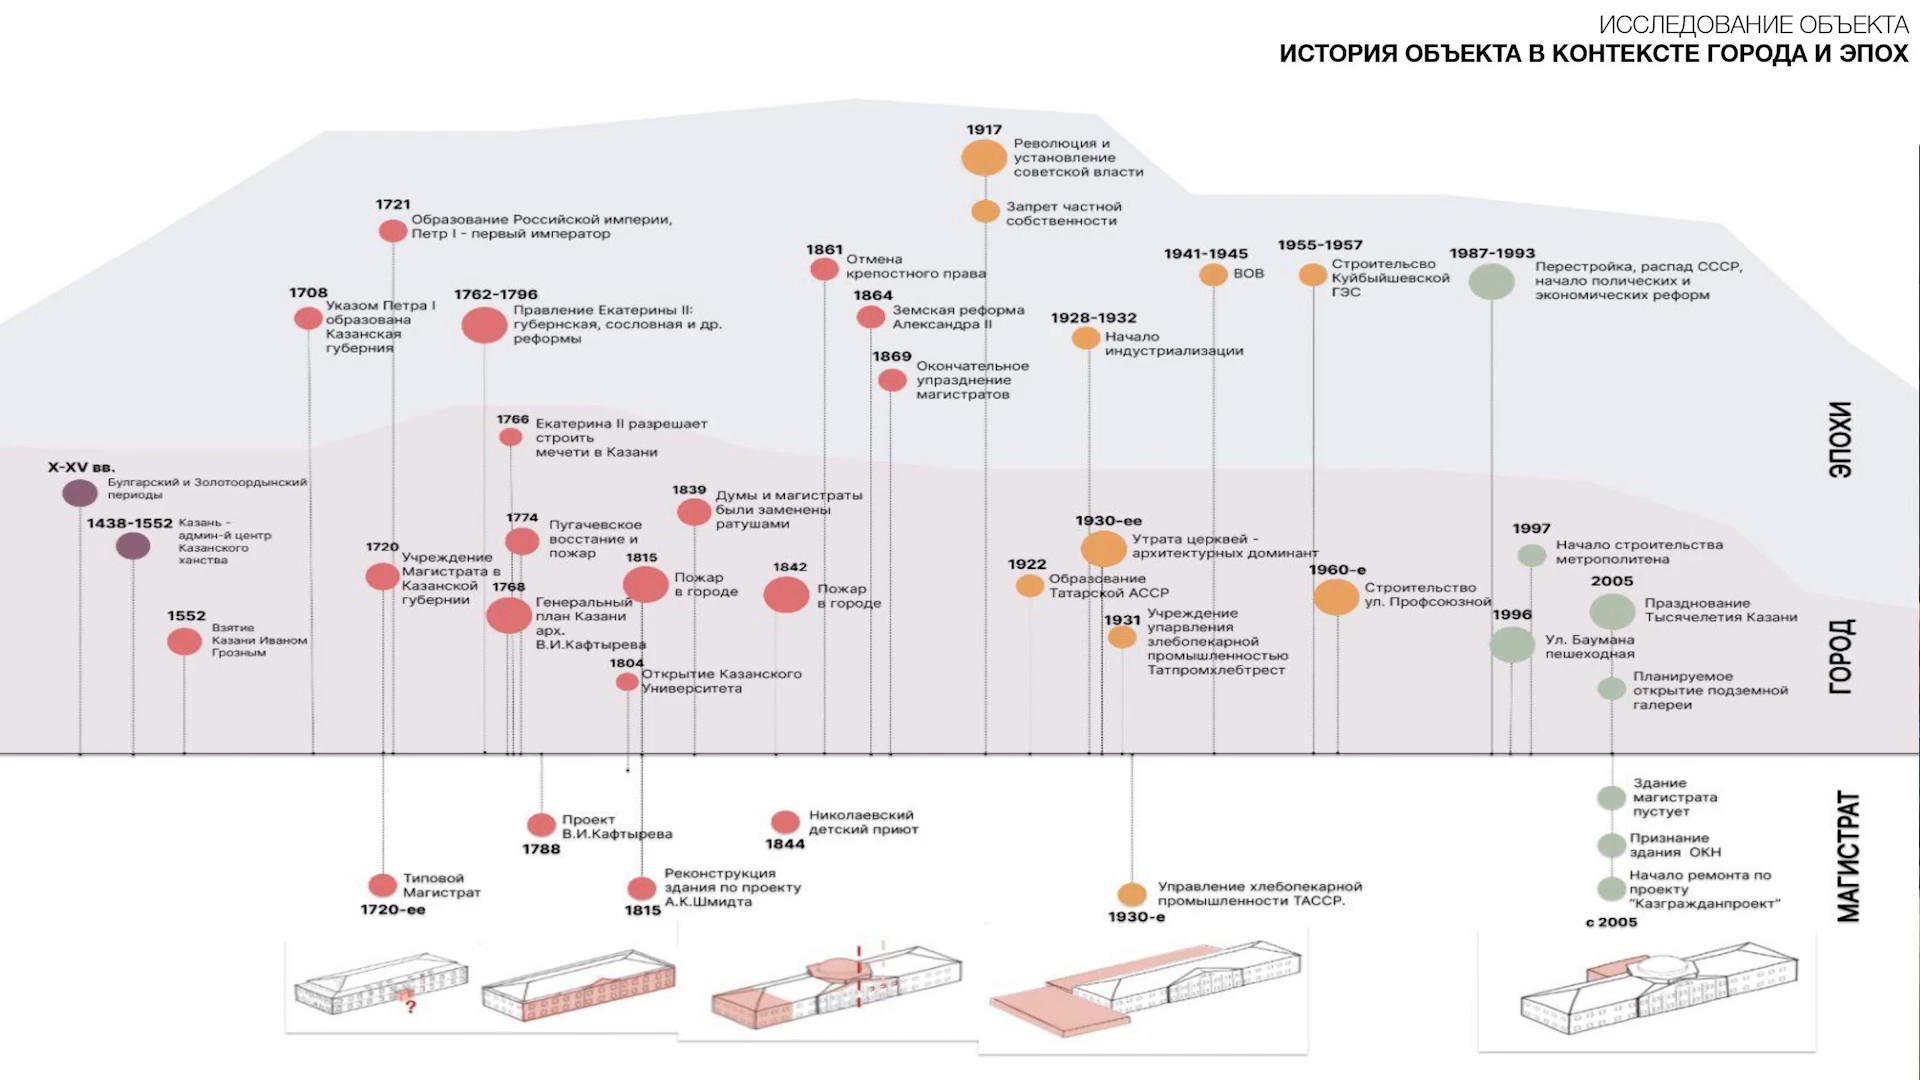 ИССЛЕДОВАНИЕ ОБЪЕКТА
ИСТОРИЯ ОБЪЕКТА В КОНТЕКСТЕ ГОРОДА И ЭПОХ
1917
Революция и
установление
советской власти
Запрет частной
собственности
1721
Образование Российской империи,
Петр I - первый император
1708
Указом Петра I
образована
Казанская
губерния
1762-1796
Правление Екатерины II:
губернская, сословная и др.
реформы
1861
Отмена
крепостного права
1864
Земская реформа
Александра II
1869
Окончательное
упразднение
магистратов
1928-1932
Начало
индустриализации
1941-1945
ВОВ
1955-1957
Строительсво
Куйбыйшевской
ГЭС
1987-1993
Перестройка, распад СССР,
начало полических и
экономических реформ
ЭПОХИ
X-XV вв.
Булгарский и Золотоордынский
периоды
1438-1552
Казань -
админ-й центр
Казанского
ханства
1552
Взятие
Казани Иваном
Грозным
1720
Учреждение
Магистрата в
Казанской
губернии
1766
Екатерина II разрешает
строить
мечети в Казани
1774
Пугачевское
восстание и
пожар
1768
Генеральный
план Казани
арх.
В.И.Кафтырева
1804
Открытие Казанского
Университета
1815
Пожар
в городе
1839
Думы и магистраты
были заменены
ратушами
1842
Пожар
в городе
1922
Образование
Татарской АССР
1930-ее
Утрата церквей -
архитектурных доминант
1931
Учреждение
упарвления
злебопекарной
промышленностью
Татпромхлебтрест
1960-е
Строительство
ул. Профсоюзной
1997
Начало строительства
метрополитена
1996
Ул. Баумана
пешеходная
2005
Празднование
Тысячелетия Казани
Планируемое
открытие подземной
галереи
ГОРОД
Типовой
Магистрат
1720-ее
Проект
В.И.Кафтырева
1788
Реконструкция
здания по проекту
А.К.Шмидта
1815
Николаевский
детский приют
1844
Управление хлебопекарной
промышленности ТАССР.
1930-е
Здание
магистрата
пустует
Признание
здания ОКН
Начало ремонта по
проекту
"Казгражданпроект"
с 2005
МАГИСТРАТ
?